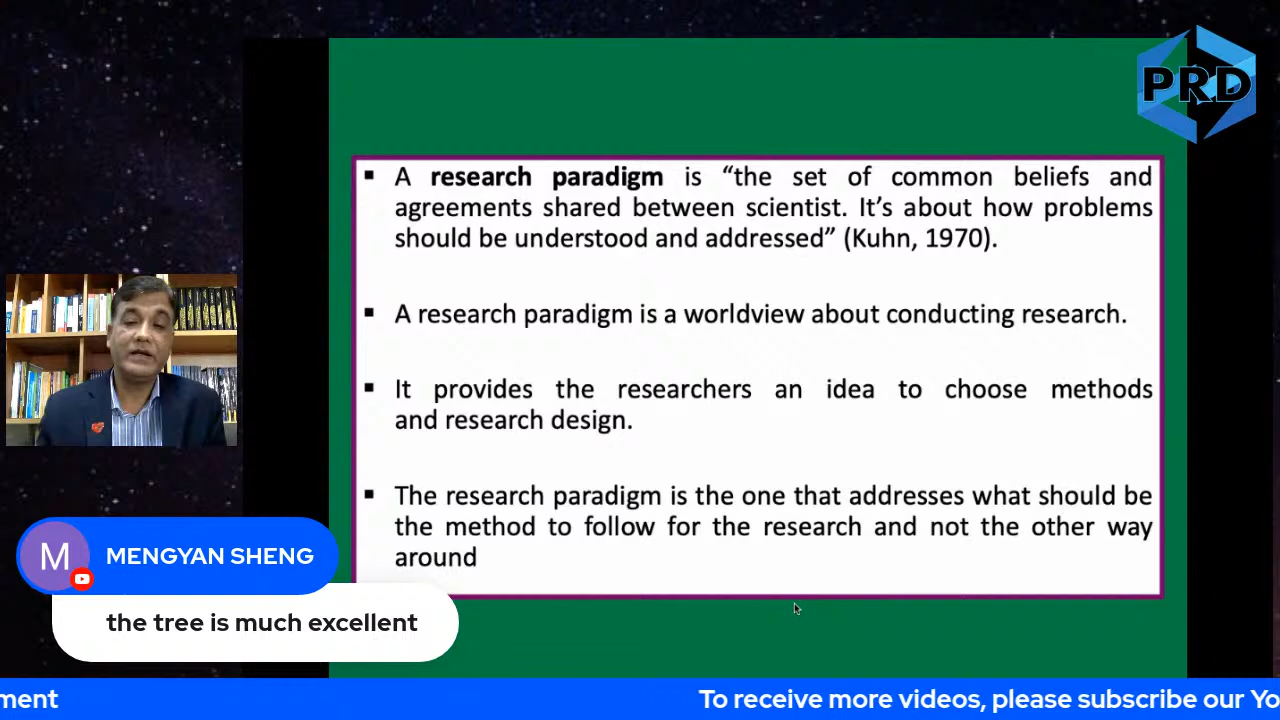 PRD
▪ A research paradigm is “the set of common beliefs and
agreements shared between scientist. It’s about how problems
should be understood and addressed” (Kuhn, 1970).
▪ A research paradigm is a worldview about conducting research.
▪ It provides the researchers an idea to choose methods
and research design.
▪ The research paradigm is the one that addresses what should be
the method to follow for the research and not the other way
around
M
MENGYAN SHENG
the tree is much excellent
ment
To receive more videos, please subscribe our Yo